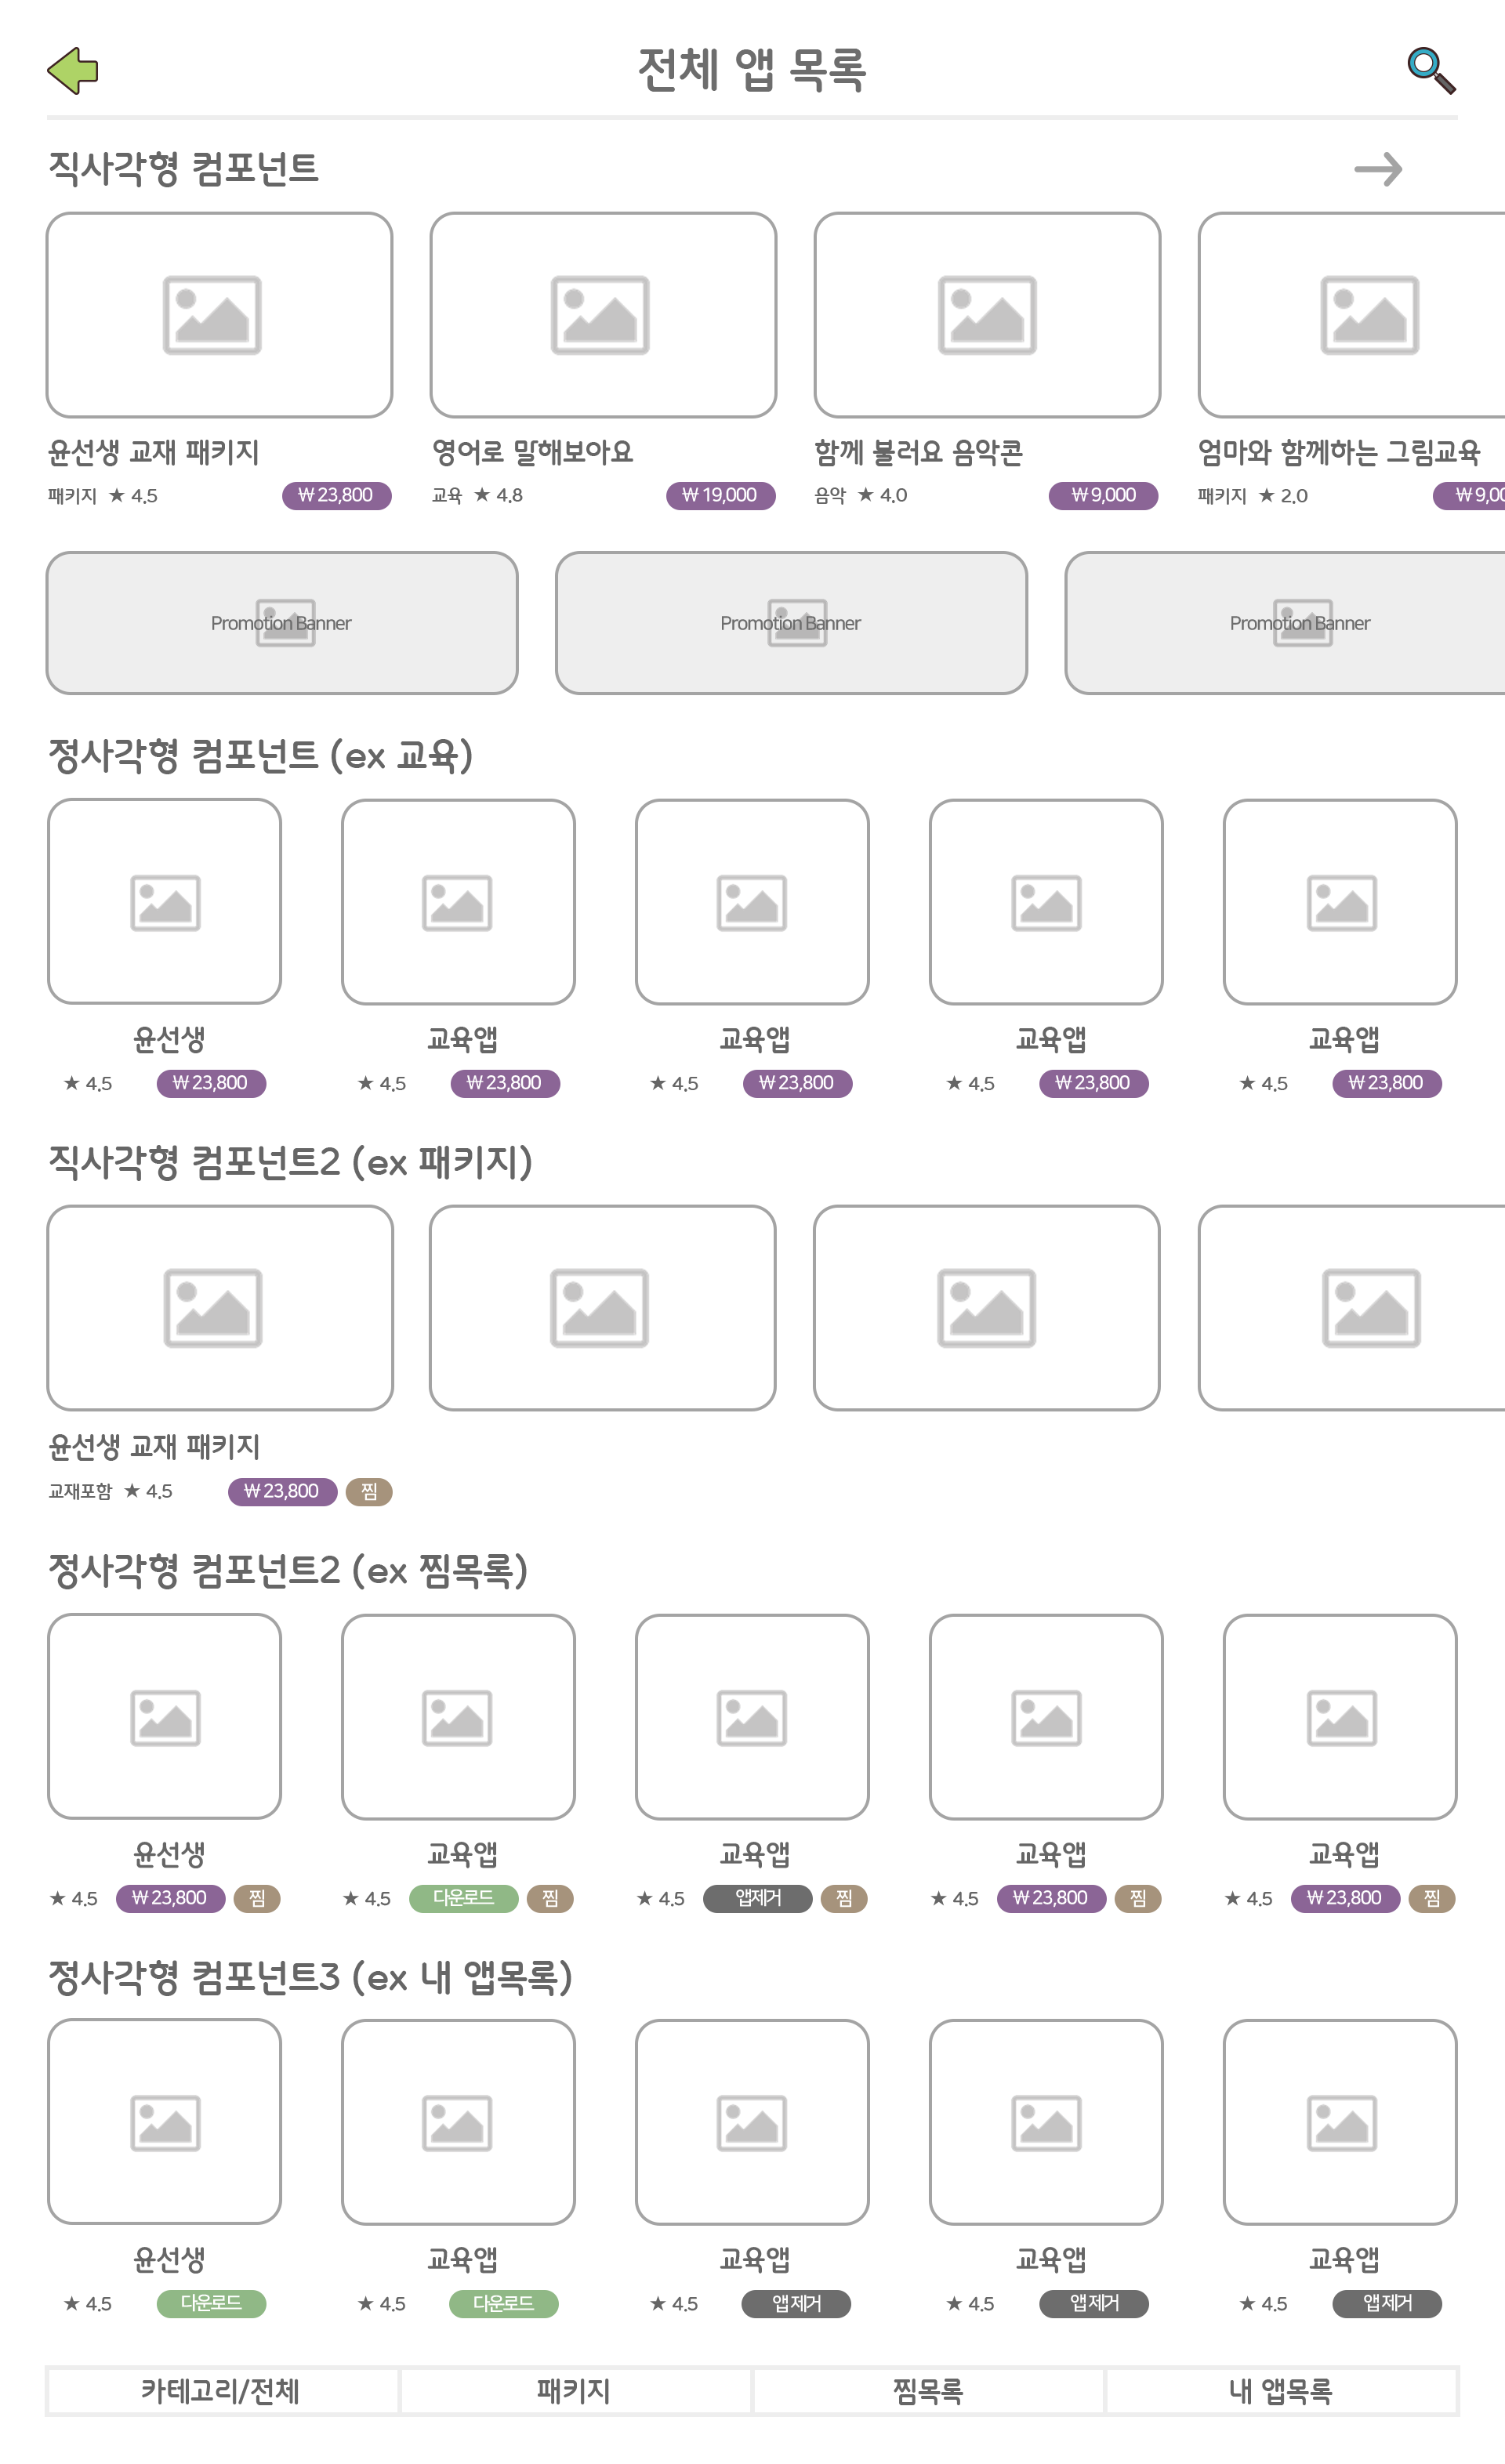 전체 앱 목록
직사각형 컴포넌트
윤선생 교재 패키지
패키지 ★ 4.5 ₩ 23,800
영어로 말해보아요
교육 ★ 4.8 ₩ 19,000
함께 불러요 음악콘
음악 ★ 4.0 ₩ 9,000
엄마와 함께하는 그림교육
패키지 ★ 2.0 ₩ 9,00
Promotion Banner
Promotion Banner
Promotion Banner
정사각형 컴포넌트 (ex 교육)
윤선생
★ 4.5 ₩ 23,800
교육앱
★ 4.5 ₩ 23,800
교육앱
★ 4.5 ₩ 23,800
교육앱
★ 4.5 ₩ 23,800
교육앱
★ 4.5 ₩ 23,800
직사각형 컴포넌트2 (ex 패키지)
윤선생 교재 패키지
교재포함 ★ 4.5 ₩ 23,800 찜
정사각형 컴포넌트2 (ex 찜목록)
윤선생
★ 4.5 ₩ 23,800 찜
교육앱
★ 4.5 다운로드 찜
교육앱
★ 4.5 앱제거 찜
교육앱
★ 4.5 ₩ 23,800 찜
교육앱
★ 4.5 ₩ 23,800 찜
정사각형 컴포넌트3 (ex 내 앱목록)
윤선생
★ 4.5 다운로드
교육앱
★ 4.5 다운로드
교육앱
★ 4.5 앱제거
교육앱
★ 4.5 앱제거
교육앱
★ 4.5 앱제거
카테고리/전체
패키지
찜목록
내 앱목록